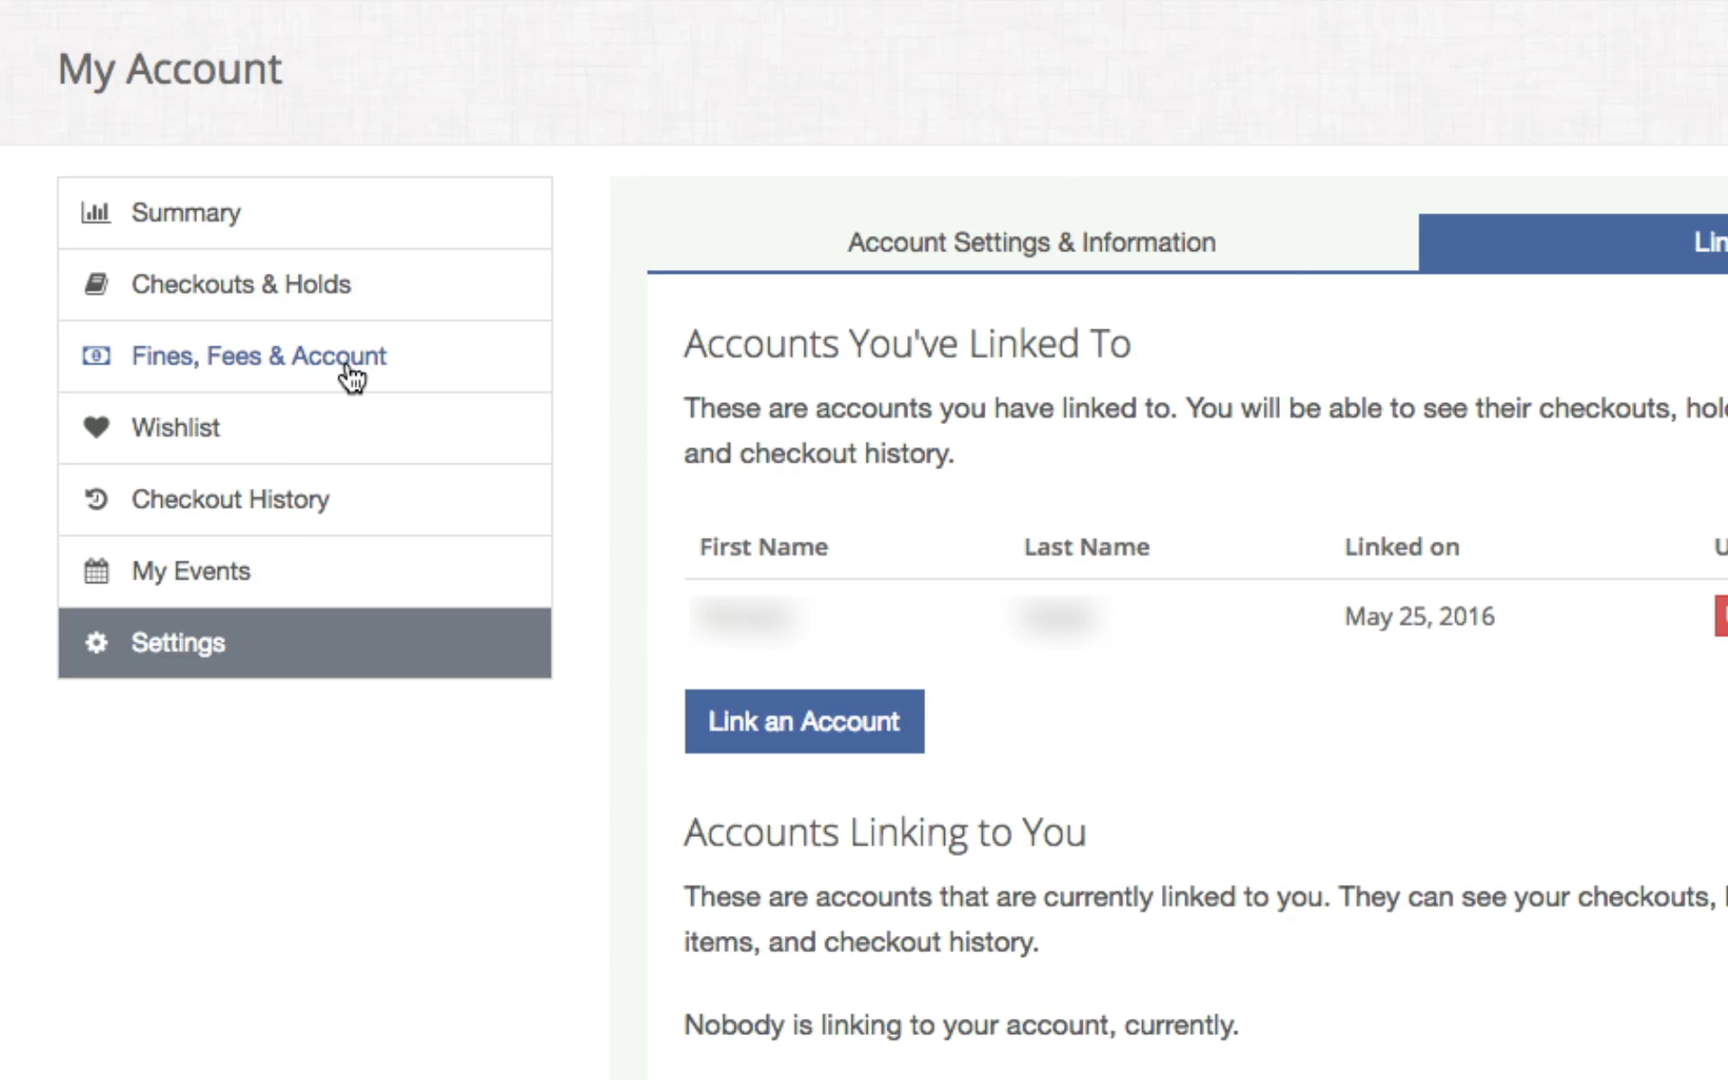 My Account
Summary
Checkouts & Holds
Fines, Fees & Account
Wishlist
Checkout History
My Events
Settings
Account Settings & Information
Accounts You've Linked To
These are accounts you have linked to. You will be able to see their checkouts,
and checkout history.
First Name Last Name Linked on
May 25, 2016
Link an Account
Accounts Linking to You
These are accounts that are currently linked to you. They can see your checkouts,
items, and checkout history.
Nobody is linking to your account, currently.